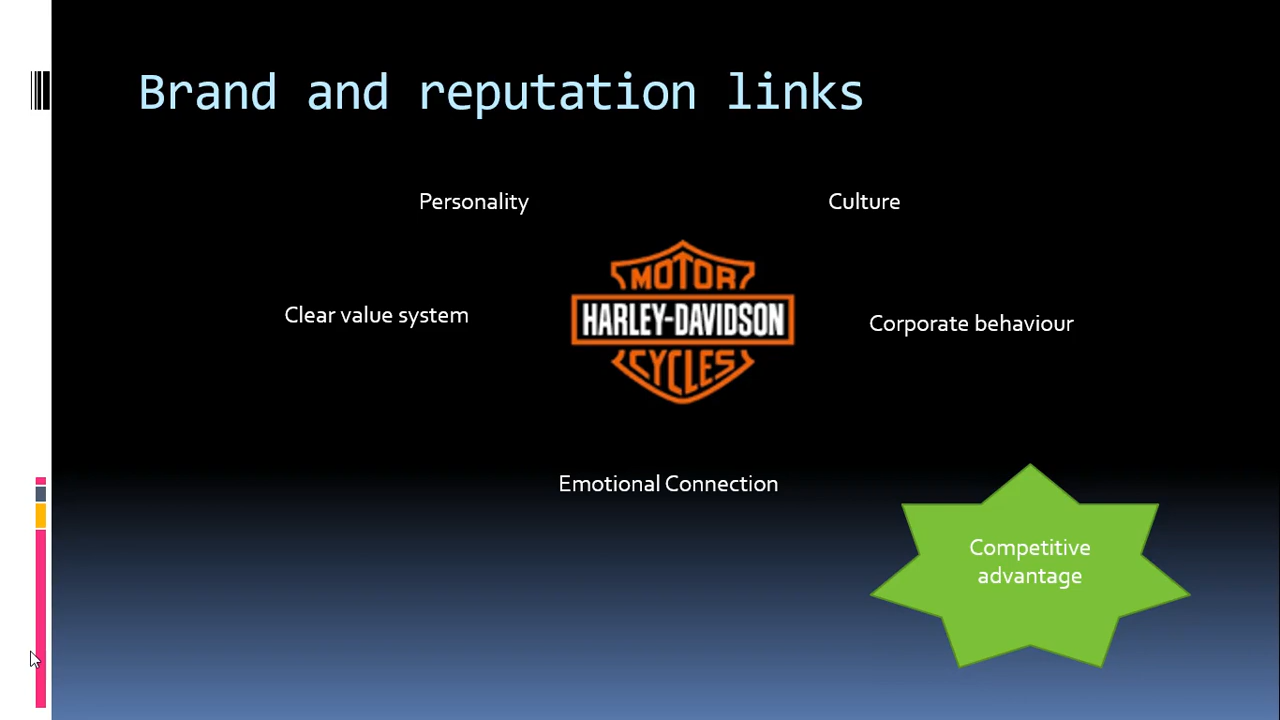 Brand and reputation links
Personality
Culture
MOTOR
HARLEY-DAVIDSON
CYCLES
Clear value system
Corporate behaviour
Emotional Connection
Competitive
advantage